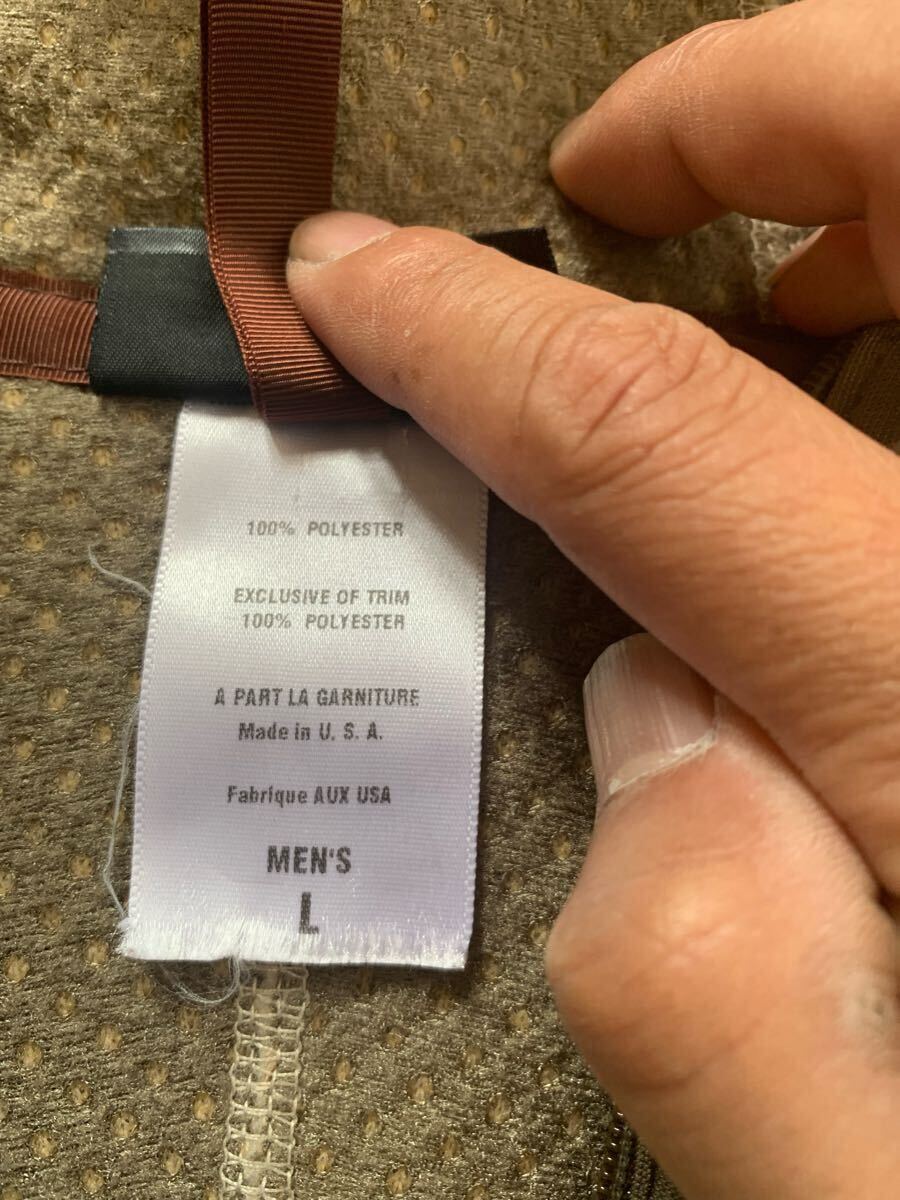 100% POLYESTER
EXCLUSIVE OF TRIM
100% POLYESTER
A PART LA GARNITURE
Made in U. S. A.
Fabrique AUX USA
MEN'S
L